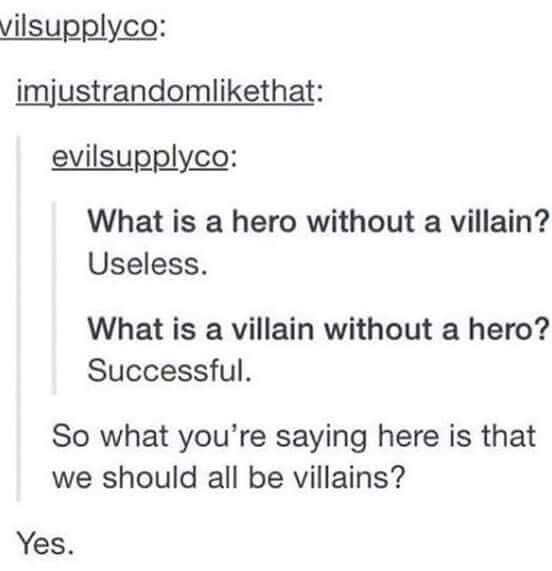 vilsupplyco:
imjustrandomlikethat:
evilsupplyco:
What is a hero without a villain?
Useless.
What is a villain without a hero?
Successful.
So what you're saying here is that
we should all be villains?
Yes.